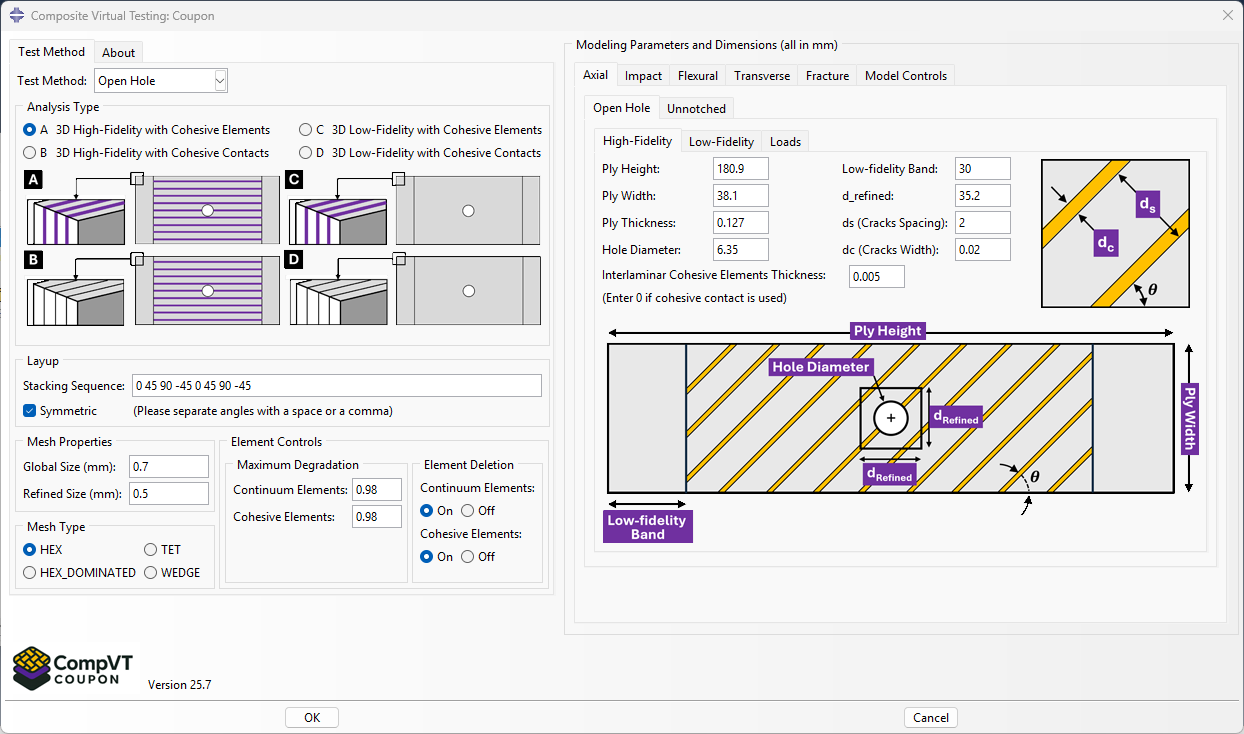 Composite Virtual Testing: Coupon
Test Method
About
Test Method:
Open Hole
Analysis Type
A 3D High-Fidelity with Cohesive Elements
C 3D Low-Fidelity with Cohesive Elements
B 3D High-Fidelity with Cohesive Contacts
D 3D Low-Fidelity with Cohesive Contacts
A
C
B
D
Layup
Stacking Sequence:
0 45 90 -45 0 45 90 -45
Symmetric
(Please separate angles with a space or a comma)
Mesh Properties
Global Size (mm):
0.7
Refined Size (mm):
0.5
Mesh Type
HEX
TET
HEX_DOMINATED
WEDGE
Element Controls
Maximum Degradation
Continuum Elements:
0.98
Cohesive Elements:
0.98
Element Deletion
Continuum Elements:
On
Off
Cohesive Elements:
On
Off
Modeling Parameters and Dimensions (all in mm)
Axial
Impact
Flexural
Transverse
Fracture
Model Controls
Open Hole
Unnotched
High-Fidelity
Low-Fidelity
Loads
Ply Height:
180.9
Low-fidelity Band:
30
Ply Width:
38.1
d_refined:
35.2
Ply Thickness:
0.127
ds (Cracks Spacing):
2
Hole Diameter:
6.35
dc (Cracks Width):
0.02
Interlaminar Cohesive Elements Thickness:
0.005
(Enter 0 if cohesive contact is used)
ds
dc
θ
Ply Height
Hole Diameter
dRefined
dRefined
θ
Ply Width
Low-fidelity
Band
CompVT
COUPON
Version 25.7
OK
Cancel